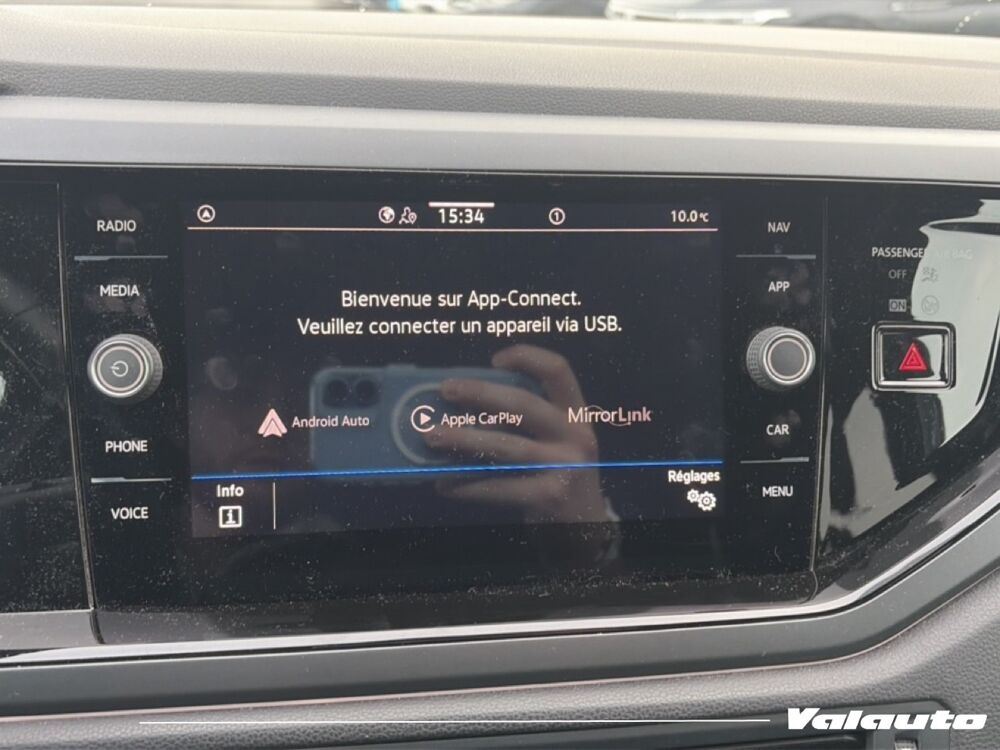 15:34
1
10.0°C
RADIO
MEDIA
PHONE
VOICE
Bienvenue sur App-Connect.
Veuillez connecter un appareil via USB.
Android Auto
Apple CarPlay
MirrorLink
Info
i
Réglages
NAV
APP
CAR
MENU
PASSENGER AIR BAG
OFF
ON
Valauto